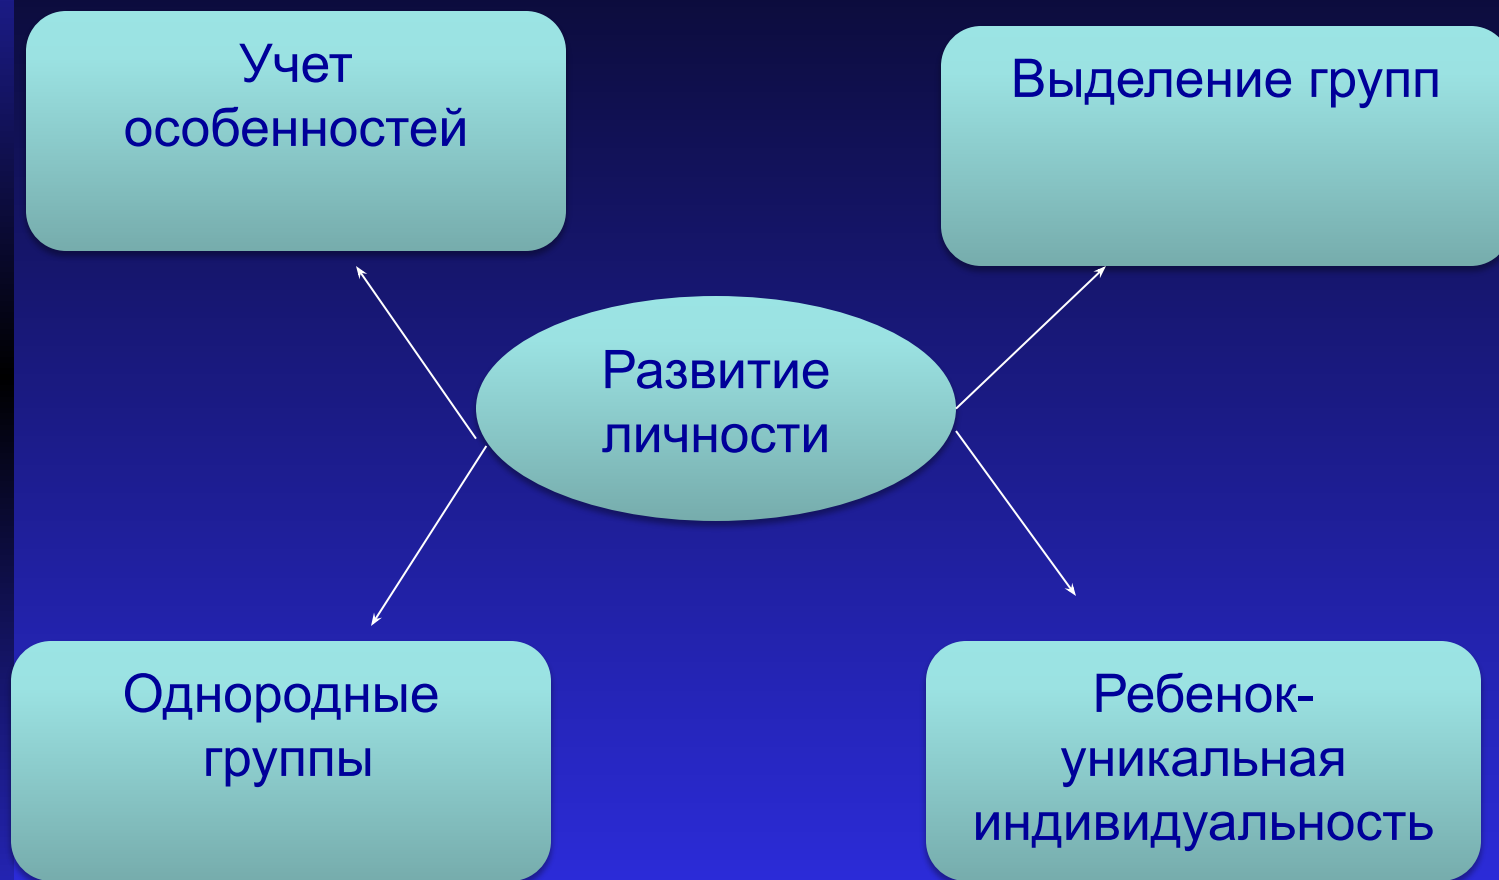 Учет
особенностей
Выделение групп
Развитие
личности
Однородные
группы
Ребенок-
уникальная
индивидуальность